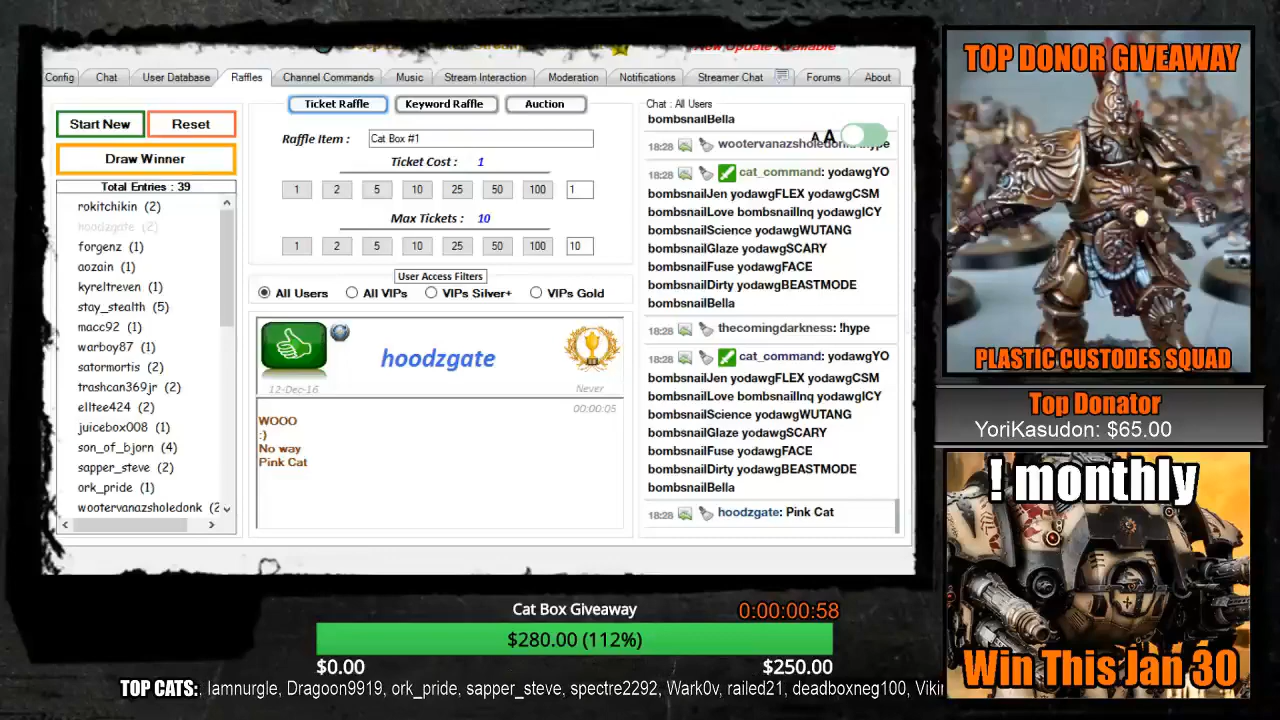 Config Chat User Database Raffles Channel Commands Music Stream Interaction Moderation Notifications Streamer Chat Forums About
Start New Reset
Draw Winner
Total Entries : 39
rokitchikin (2)
hoodzgate (2)
forgenz (1)
aozain (1)
kyreltreven (1)
stay_stealth (5)
macc92 (1)
warboy87 (1)
satormortis (2)
trashcan369jr (2)
elltee424 (2)
juicebox008 (1)
son_of_bjorn (4)
sapper_steve (2)
ork_pride (1)
wootervanazsholedonk (2
Ticket Raffle Keyword Raffle Auction
Raffle Item : Cat Box #1
Ticket Cost : 1
1 2 5 10 25 50 100 1
Max Tickets : 10
1 2 5 10 25 50 100 10
User Access Filters
All Users All VIPs VIPs Silver+ VIPs Gold
hoodzgate
12-Dec-16 Never
00:00:05
WOOO
:)
No way
Pink Cat
Chat : All Users
bombsnailBella
A A
18:28 wootervanazsholedonk: !hype
18:28 cat_command: yodawgYO
bombsnailJen yodawgFLEX yodawgCSM
bombsnailLove bombsnailInq yodawgICY
bombsnailScience yodawgWUTANG
bombsnailGlaze yodawgSCARY
bombsnailFuse yodawgFACE
bombsnailDirty yodawgBEASTMODE
bombsnailBella
18:28 thecomingdarkness: !hype
18:28 cat_command: yodawgYO
bombsnailJen yodawgFLEX yodawgCSM
bombsnailLove bombsnailInq yodawgICY
bombsnailScience yodawgWUTANG
bombsnailGlaze yodawgSCARY
bombsnailFuse yodawgFACE
bombsnailDirty yodawgBEASTMODE
bombsnailBella
18:28 hoodzgate: Pink Cat
TOP DONOR GIVEAWAY
PLASTIC CUSTODES SQUAD
Top Donator
YoriKasudon: $65.00
! monthly
Win This Jan 30
Cat Box Giveaway 0:00:00:58
$280.00 (112%)
$0.00 $250.00
TOP CATS: , Iamnurgle, Dragoon9919, ork_pride, sapper_steve, spectre2292, Wark0v, railed21, deadboxneg100, Viki